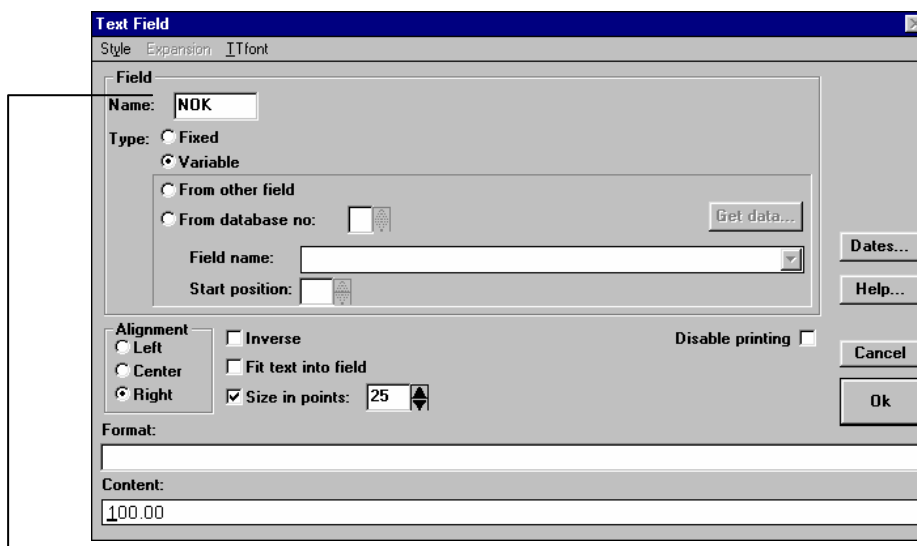 Text Field
Style Expansion TTfont
Field
Name: NOK
Type: Fixed
Variable
From other field
From database no: Get data...
Field name:
Start position:
Dates...
Help...
Alignment
Left
Center
Right
Inverse
Fit text into field
Size in points: 25
Disable printing
Cancel
Ok
Format:
Content:
100.00